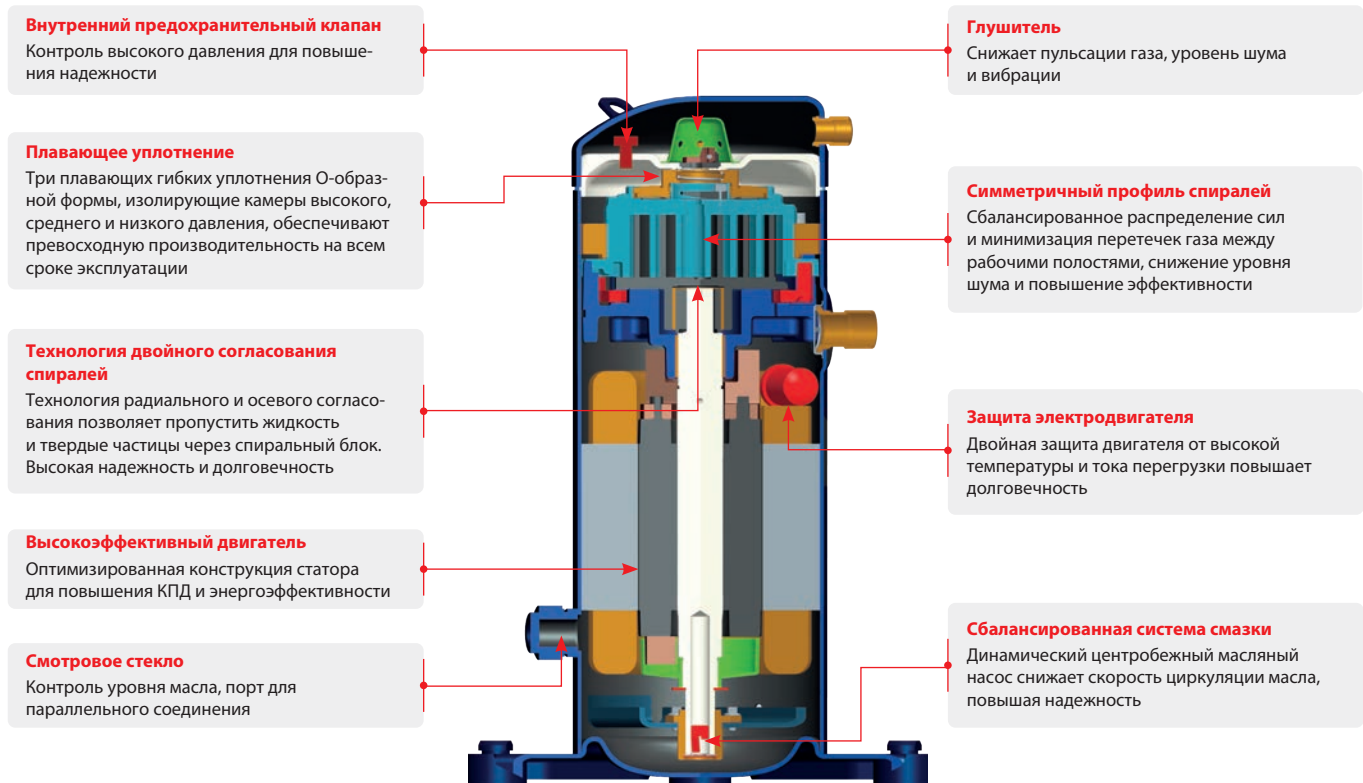 Внутренний предохранительный клапан
Контроль высокого давления для повыше-
ния надежности
Плавающее уплотнение
Три плавающих гибких уплотнения О-образ-
ной формы, изолирующие камеры высокого,
среднего и низкого давления, обеспечивают
превосходную производительность на всем
сроке эксплуатации
Технология двойного согласования
спиралей
Технология радиального и осевого согласо-
вания позволяет пропустить жидкость
и твердые частицы через спиральный блок.
Высокая надежность и долговечность
Высокоэффективный двигатель
Оптимизированная конструкция статора
для повышения КПД и энергоэффективности
Смотровое стекло
Контроль уровня масла, порт для
параллельного соединения
Глушитель
Снижает пульсации газа, уровень шума
и вибрации
Симметричный профиль спиралей
Сбалансированное распределение сил
и минимизация перетечек газа между
рабочими полостями, снижение уровня
шума и повышение эффективности
Защита электродвигателя
Двойная защита двигателя от высокой
температуры и тока перегрузки повышает
долговечность
Сбалансированная система смазки
Динамический центробежный масляный
насос снижает скорость циркуляции масла,
повышая надежность